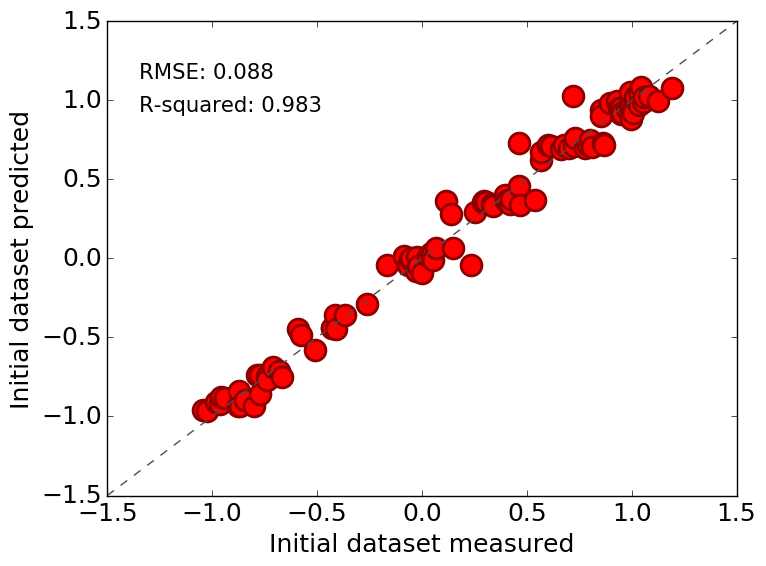 1.5
RMSE: 0.088
R-squared: 0.983
1.0
0.5
0.0
−0.5
−1.0
−1.5
Initial dataset predicted
−1.5 −1.0 −0.5 0.0 0.5 1.0 1.5
Initial dataset measured